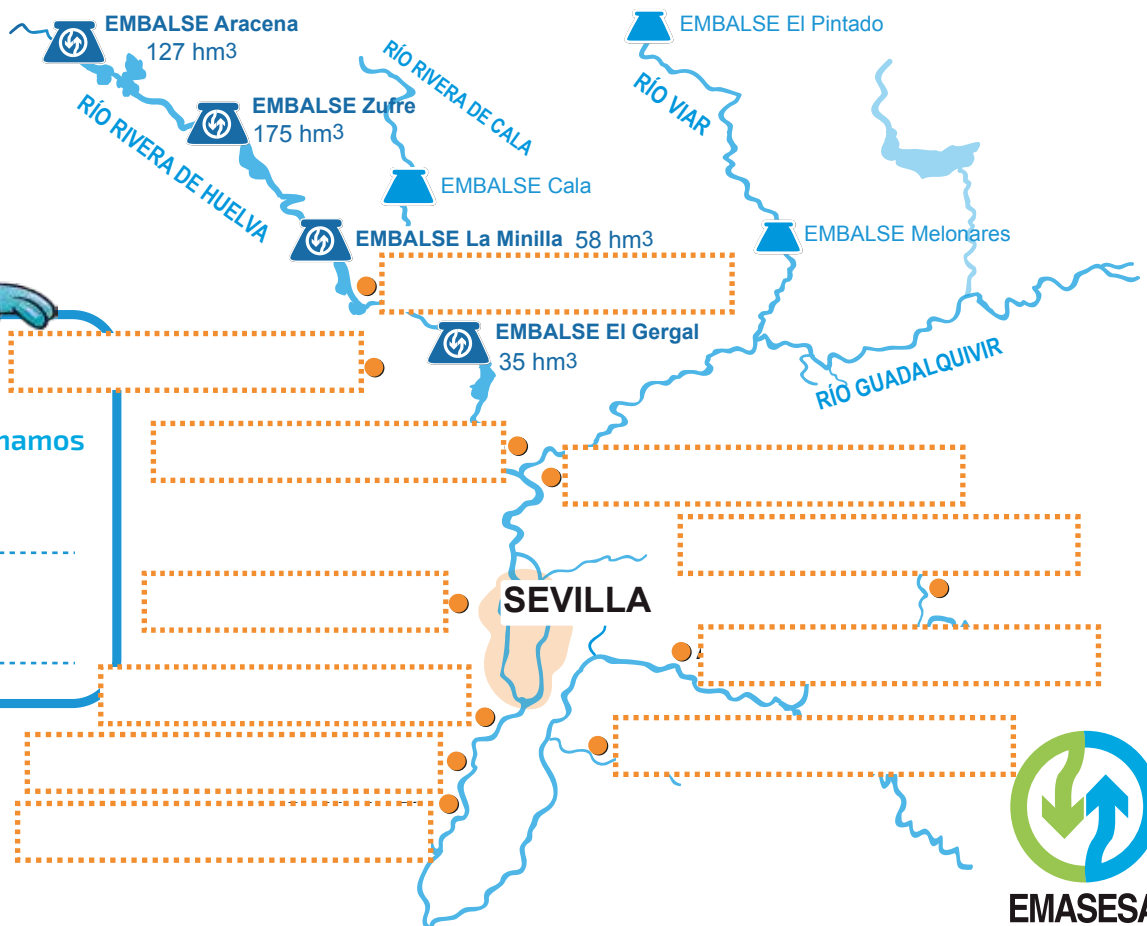 EMBALSE Aracena
127 hm3
EMBALSE El Pintado
RÍO RIVERA DE CALA
RÍO VIAR
EMBALSE Zufre
175 hm3
RÍO RIVERA DE HUELVA
EMBALSE Cala
EMBALSE La Minilla 58 hm3
EMBALSE Melonares
EMBALSE El Gergal
35 hm3
RÍO GUADALQUIVIR
namos
SEVILLA
EMASESA